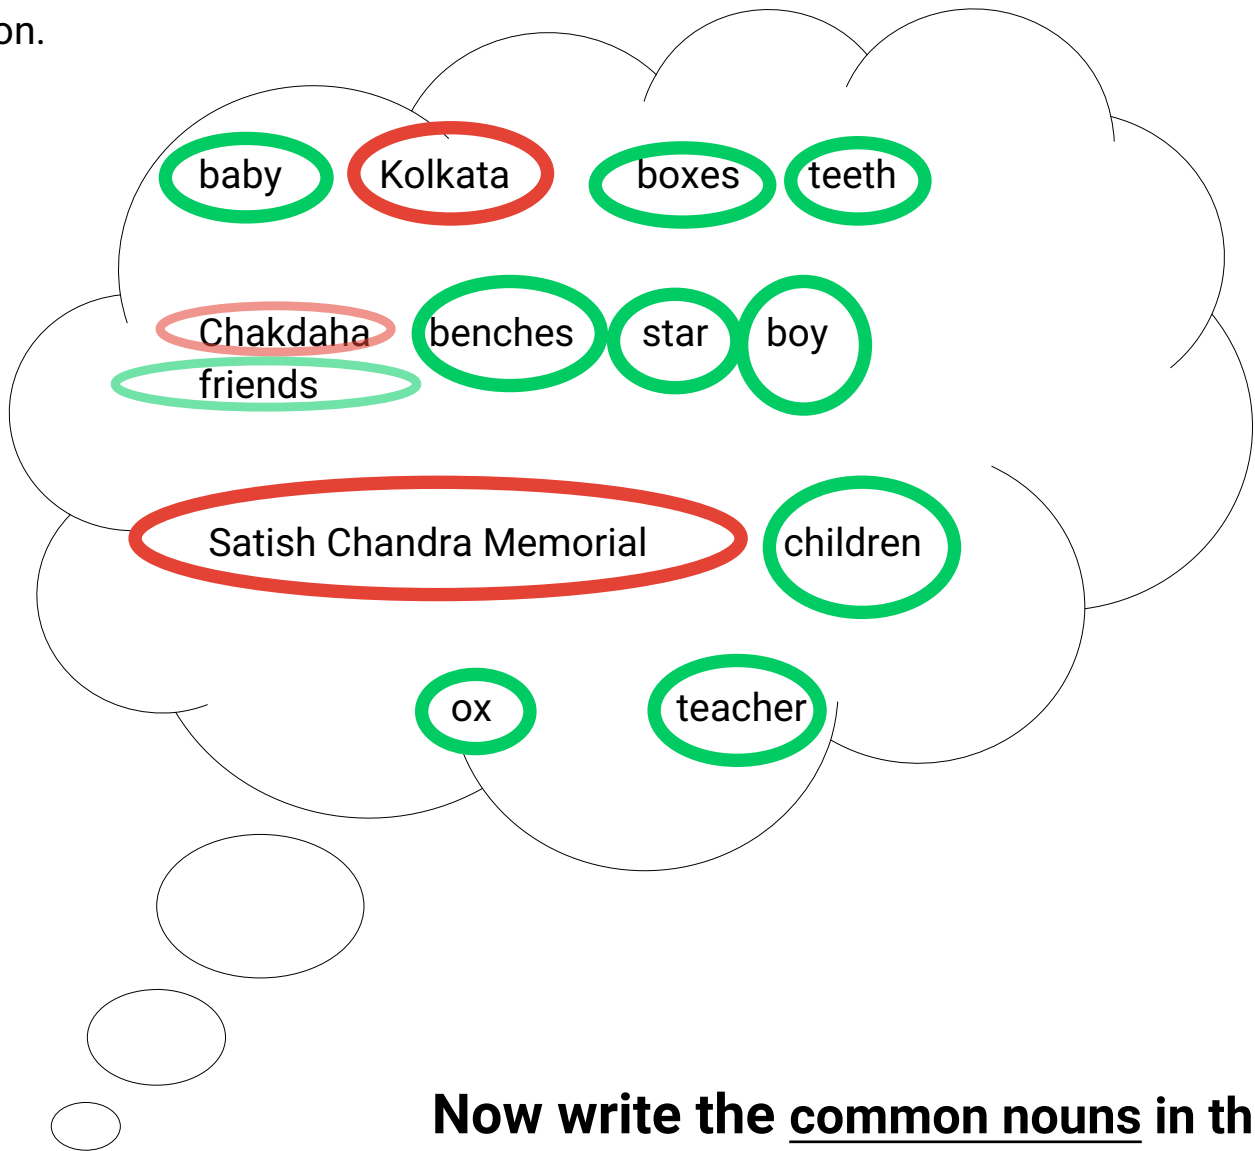 on.
baby Kolkata boxes teeth
Chakdaha benches star boy
friends
Satish Chandra Memorial children
ox teacher
Now write the common nouns in th